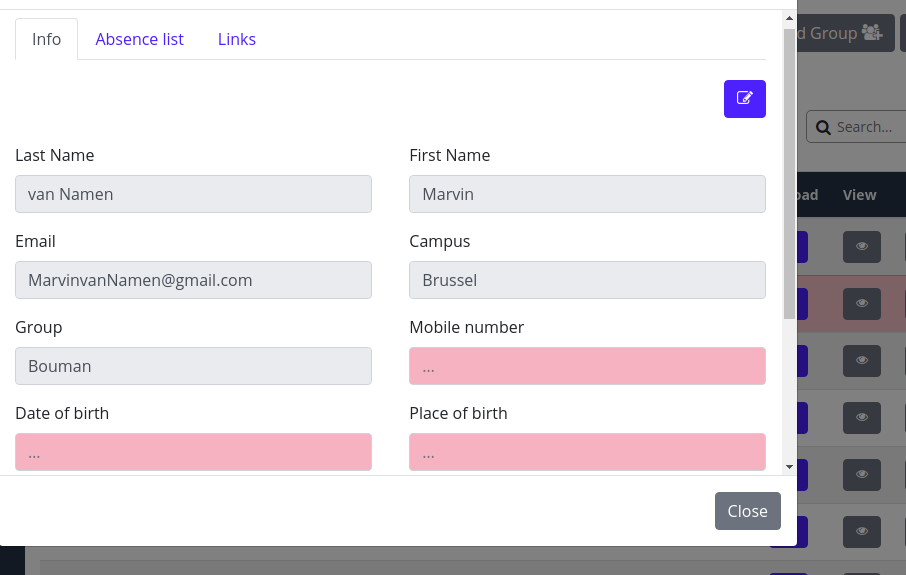 Info Absence list Links
d Group
Search...
Last Name First Name
van Namen Marvin
ad View
Email Campus
MarvinvanNamen@gmail.com Brussel
Group Mobile number
Bouman ...
Date of birth Place of birth
... ...
Close